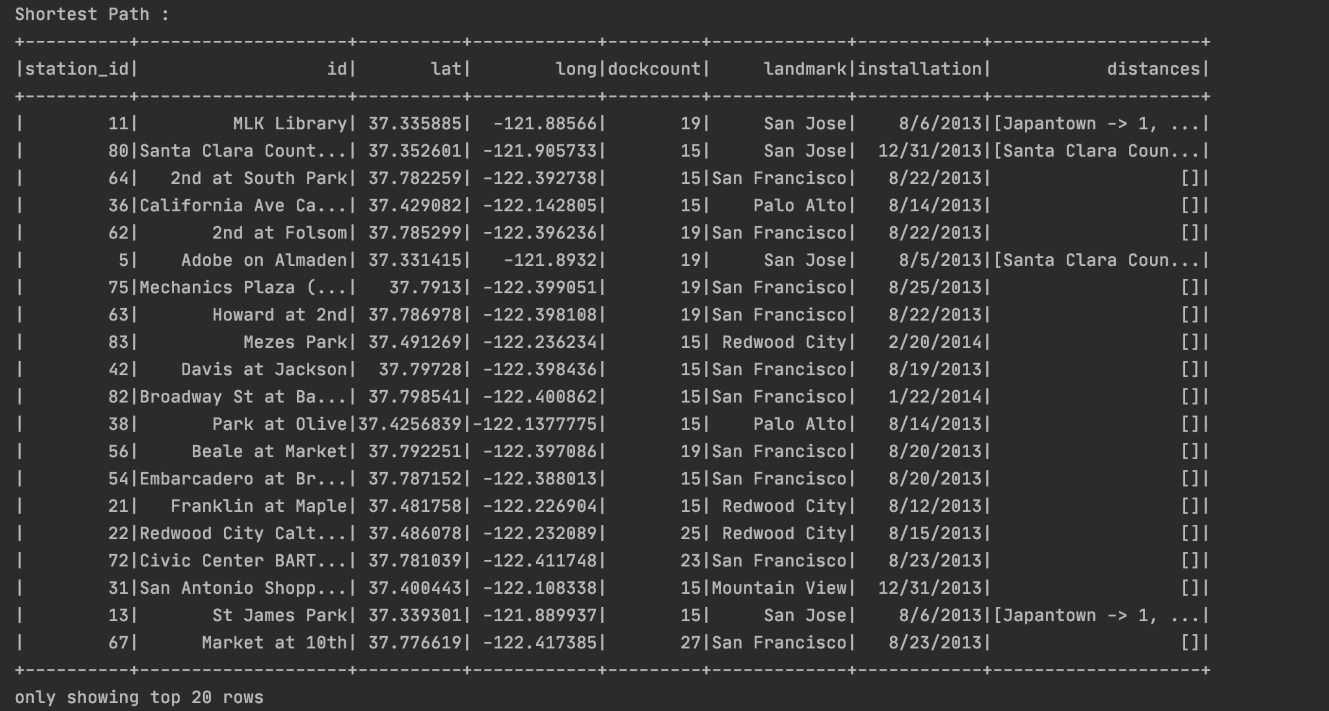 Shortest Path :
+----------+--------------------+----------+------------+---------+-------------+------------+--------------------+
|station_id|                  id|       lat|        long|dockcount|     landmark|installation|           distances|
+----------+--------------------+----------+------------+---------+-------------+------------+--------------------+
|        11|         MLK Library| 37.335885|  -121.88566|       19|     San Jose|    8/6/2013|[Japantown -> 1, ...|
|        80|Santa Clara Count...| 37.352601| -121.905733|       15|     San Jose|  12/31/2013|[Santa Clara Coun...|
|        64|   2nd at South Park| 37.782259| -122.392738|       15|San Francisco|   8/22/2013|                  []|
|        36|California Ave Ca...| 37.429082| -122.142805|       15|    Palo Alto|   8/14/2013|                  []|
|        62|       2nd at Folsom| 37.785299| -122.396236|       19|San Francisco|   8/22/2013|                  []|
|         5|    Adobe on Almaden| 37.331415|   -121.8932|       19|     San Jose|    8/5/2013|[Santa Clara Coun...|
|        75|Mechanics Plaza (...|   37.7913| -122.399051|       19|San Francisco|   8/25/2013|                  []|
|        63|       Howard at 2nd| 37.786978| -122.398108|       19|San Francisco|   8/22/2013|                  []|
|        83|          Mezes Park| 37.491269| -122.236234|       15| Redwood City|   2/20/2014|                  []|
|        42|    Davis at Jackson|  37.79728| -122.398436|       15|San Francisco|   8/19/2013|                  []|
|        82|Broadway St at Ba...| 37.798541| -122.400862|       15|San Francisco|   1/22/2014|                  []|
|        38|       Park at Olive|37.4256839|-122.1377775|       15|    Palo Alto|   8/14/2013|                  []|
|        56|     Beale at Market| 37.792251| -122.397086|       19|San Francisco|   8/20/2013|                  []|
|        54|Embarcadero at Br...| 37.787152| -122.388013|       15|San Francisco|   8/20/2013|                  []|
|        21|   Franklin at Maple| 37.481758| -122.226904|       15| Redwood City|   8/12/2013|                  []|
|        22|Redwood City Calt...| 37.486078| -122.232089|       25| Redwood City|   8/15/2013|                  []|
|        72|Civic Center BART...| 37.781039| -122.411748|       23|San Francisco|   8/23/2013|                  []|
|        31|San Antonio Shopp...| 37.400443| -122.108338|       15|Mountain View|  12/31/2013|                  []|
|        13|       St James Park| 37.339301| -121.889937|       15|     San Jose|    8/6/2013|[Japantown -> 1, ...|
|        67|      Market at 10th| 37.776619| -122.417385|       27|San Francisco|   8/23/2013|                  []|
+----------+--------------------+----------+------------+---------+-------------+------------+--------------------+
only showing top 20 rows